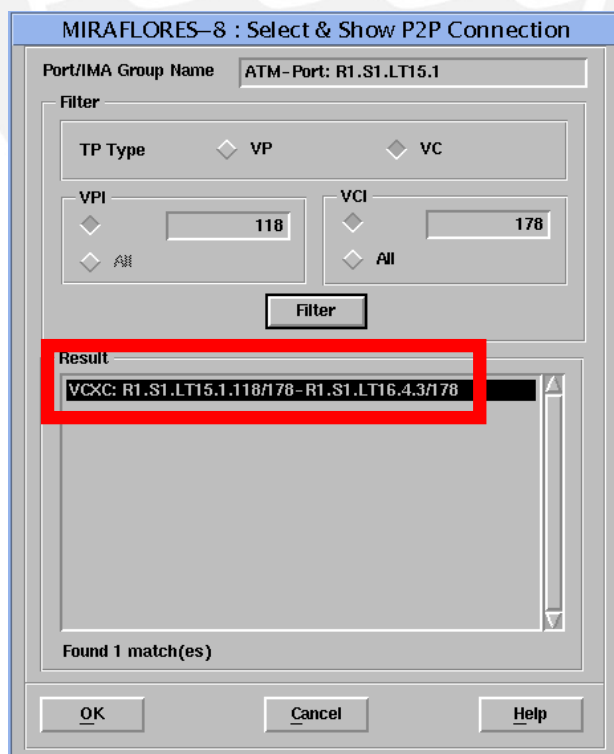 MIRAFLORES-8 : Select & Show P2P Connection
Port/IMA Group Name ATM-Port: R1.S1.LT15.1
Filter
TP Type VP VC
VPI VCI
118 178
All All
Filter
Result
VCXC: R1.S1.LT15.1.118/178-R1.S1.LT16.4.3/178
Found 1 match(es)
OK Cancel Help